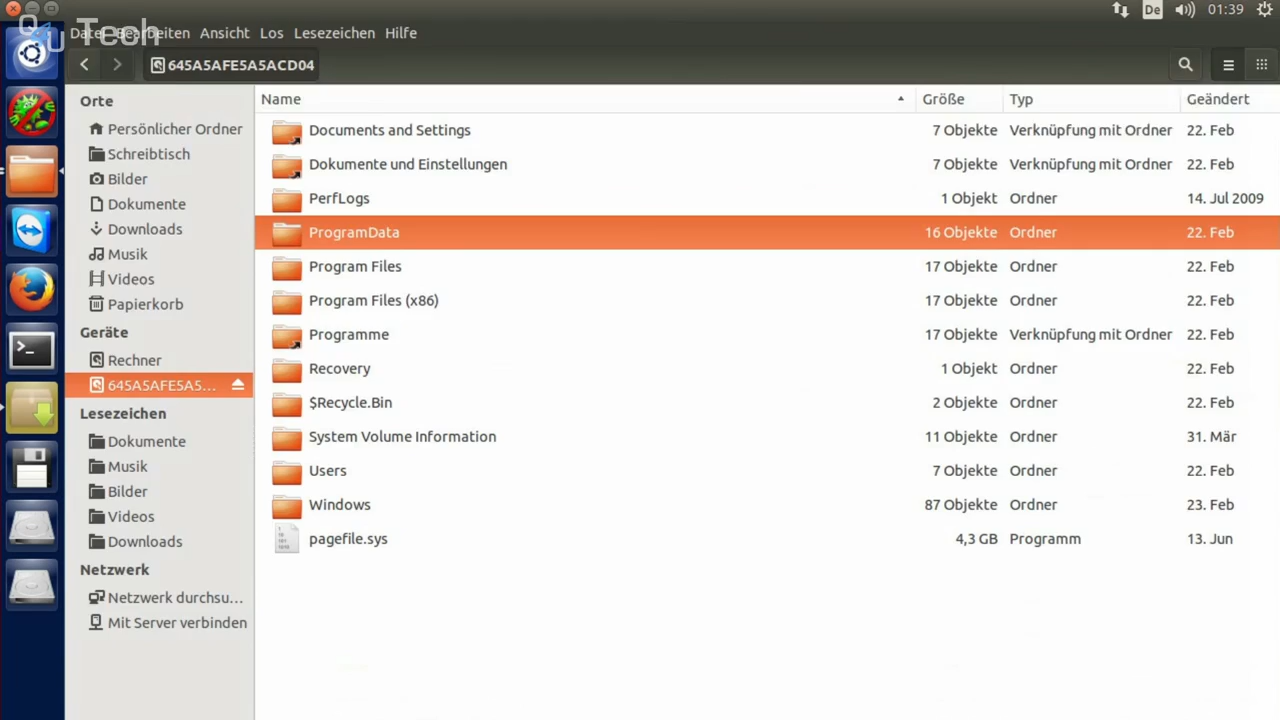 QU Tech
Datei Bearbeiten Ansicht Los Lesezeichen Hilfe
De 01:39
645A5AFE5A5ACD04
Orte
Persönlicher Ordner
Schreibtisch
Bilder
Dokumente
Downloads
Musik
Videos
Papierkorb
Geräte
Rechner
645A5AFE5A5...
Lesezeichen
Dokumente
Musik
Bilder
Videos
Downloads
Netzwerk
Netzwerk durchsu...
Mit Server verbinden
Name Größe Typ Geändert
Documents and Settings 7 Objekte Verknüpfung mit Ordner 22. Feb
Dokumente und Einstellungen 7 Objekte Verknüpfung mit Ordner 22. Feb
PerfLogs 1 Objekt Ordner 14. Jul 2009
ProgramData 16 Objekte Ordner 22. Feb
Program Files 17 Objekte Ordner 22. Feb
Program Files (x86) 17 Objekte Ordner 22. Feb
Programme 17 Objekte Verknüpfung mit Ordner 22. Feb
Recovery 1 Objekt Ordner 22. Feb
$Recycle.Bin 2 Objekte Ordner 22. Feb
System Volume Information 11 Objekte Ordner 31. Mär
Users 7 Objekte Ordner 22. Feb
Windows 87 Objekte Ordner 23. Feb
pagefile.sys 4,3 GB Programm 13. Jun